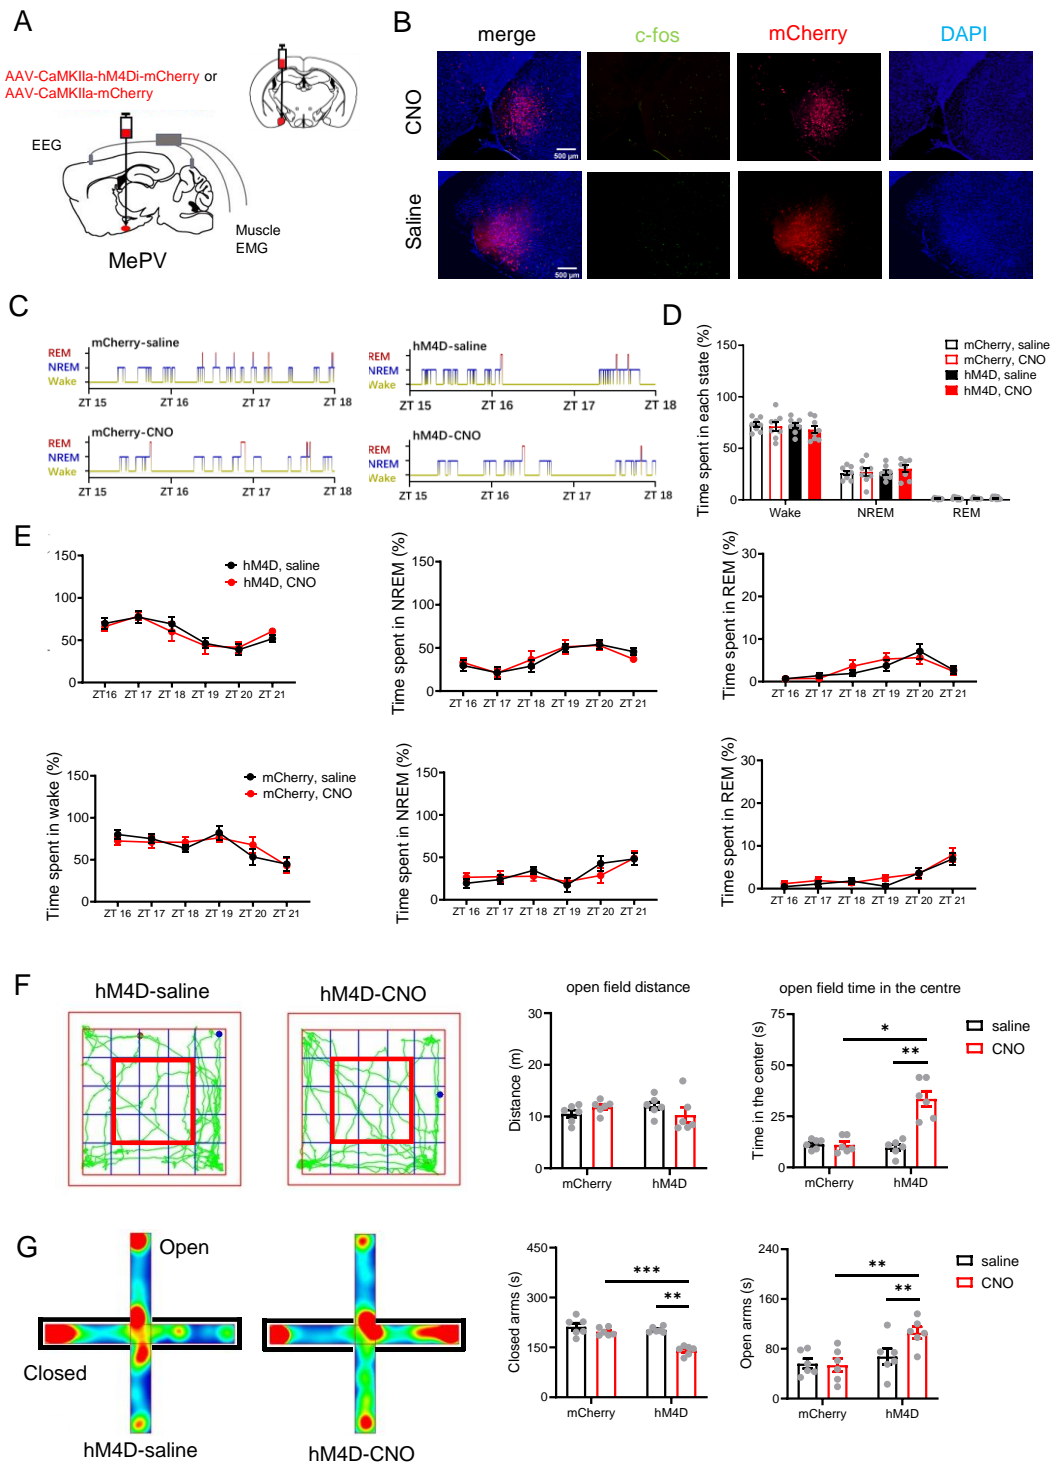 A
AAV-CaMKIIa-hM4Di-mCherry or
AAV-CaMKIIa-mCherry
EEG
Muscle
EMG
MePV
B
merge
c-fos
mCherry
DAPI
CNO
500 μm
Saline
500 μm
C
mCherry-saline
REM
NREM
Wake
ZT 15
ZT 16
ZT 17
ZT 18
hM4D-saline
REM
NREM
Wake
ZT 15
ZT 16
ZT 17
ZT 18
mCherry-CNO
REM
NREM
Wake
ZT 15
ZT 16
ZT 17
ZT 18
hM4D-CNO
REM
NREM
Wake
ZT 15
ZT 16
ZT 17
ZT 18
D
Time spent in each state (%)
150
100
50
0
mCherry, saline
mCherry, CNO
hM4D, saline
hM4D, CNO
Wake
NREM
REM
E
150
100
50
0
hM4D, saline
hM4D, CNO
ZT16
ZT 17
ZT 18
ZT 19
ZT 20
ZT 21
Time spent in NREM (%)
150
100
50
0
ZT 16
ZT 17
ZT 18
ZT 19
ZT 20
ZT 21
Time spent in REM (%)
30
20
10
0
ZT 16
ZT 17
ZT 18
ZT 19
ZT 20
ZT 21
Time spent in wake (%)
150
100
50
0
mCherry, saline
mCherry, CNO
ZT 16
ZT 17
ZT 18
ZT 19
ZT 20
ZT 21
Time spent in NREM (%)
150
100
50
0
ZT 16
ZT 17
ZT 18
ZT 19
ZT 20
ZT 21
Time spent in REM (%)
30
20
10
0
ZT 16
ZT 17
ZT 18
ZT 19
ZT 20
ZT 21
F
hM4D-saline
hM4D-CNO
open field distance
Distance (m)
30
20
10
0
mCherry
hM4D
open field time in the centre
Time in the center (s)
75
50
25
0
*
**
saline
CNO
mCherry
hM4D
G
Open
Closed
hM4D-saline
hM4D-CNO
Closed arms (s)
450
300
150
0
***
**
mCherry
hM4D
Open arms (s)
240
160
80
0
**
**
saline
CNO
mCherry
hM4D